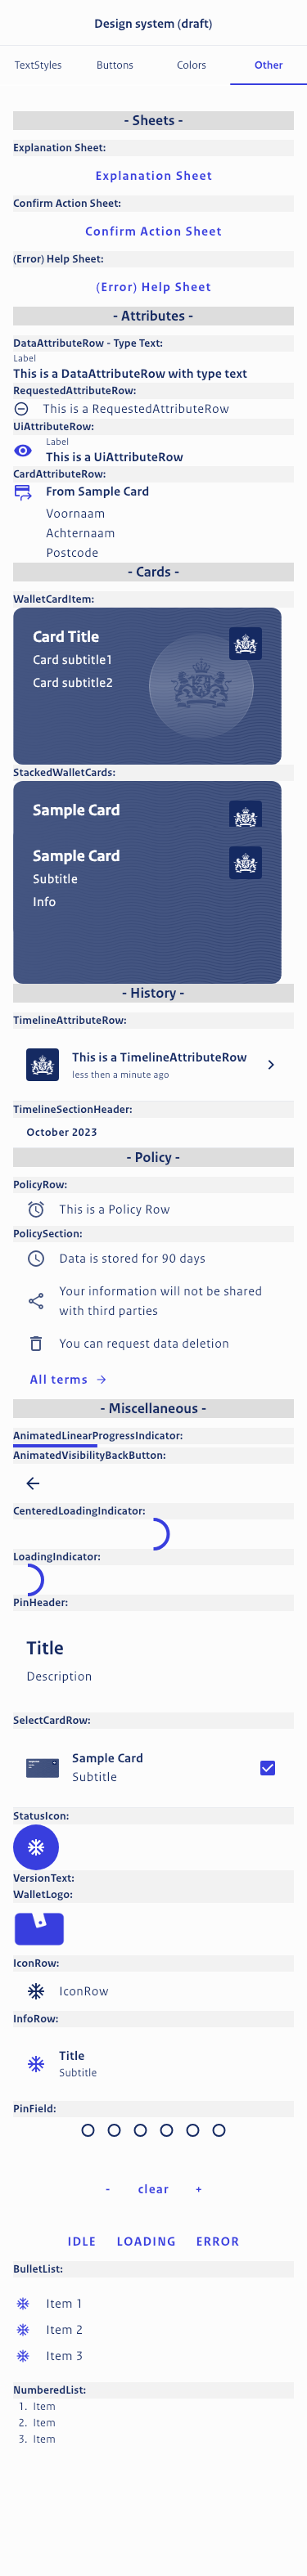 Design system (draft)
TextStyles Buttons Colors Other
- Sheets -
Explanation Sheet:
Explanation Sheet
Confirm Action Sheet:
Confirm Action Sheet
(Error) Help Sheet:
(Error) Help Sheet
- Attributes -
DataAttributeRow - Type Text:
Label
This is a DataAttributeRow with type text
RequestedAttributeRow:
This is a RequestedAttributeRow
UiAttributeRow:
Label
This is a UiAttributeRow
CardAttributeRow:
From Sample Card
Voornaam
Achternaam
Postcode
- Cards -
WalletCardItem:
Card Title
Card subtitle1
Card subtitle2
StackedWalletCards:
Sample Card
Sample Card
Subtitle
Info
- History -
TimelineAttributeRow:
This is a TimelineAttributeRow
less then a minute ago
TimelineSectionHeader:
October 2023
- Policy -
PolicyRow:
This is a Policy Row
PolicySection:
Data is stored for 90 days
Your information will not be shared
with third parties
You can request data deletion
All terms
- Miscellaneous -
AnimatedLinearProgressIndicator:
AnimatedVisibilityBackButton:
CenteredLoadingIndicator:
LoadingIndicator:
PinHeader:
Title
Description
SelectCardRow:
Sample Card
Subtitle
StatusIcon:
VersionText:
WalletLogo:
IconRow:
IconRow
InfoRow:
Title
Subtitle
PinField:
- clear +
IDLE LOADING ERROR
BulletList:
Item 1
Item 2
Item 3
NumberedList:
1. Item
2. Item
3. Item